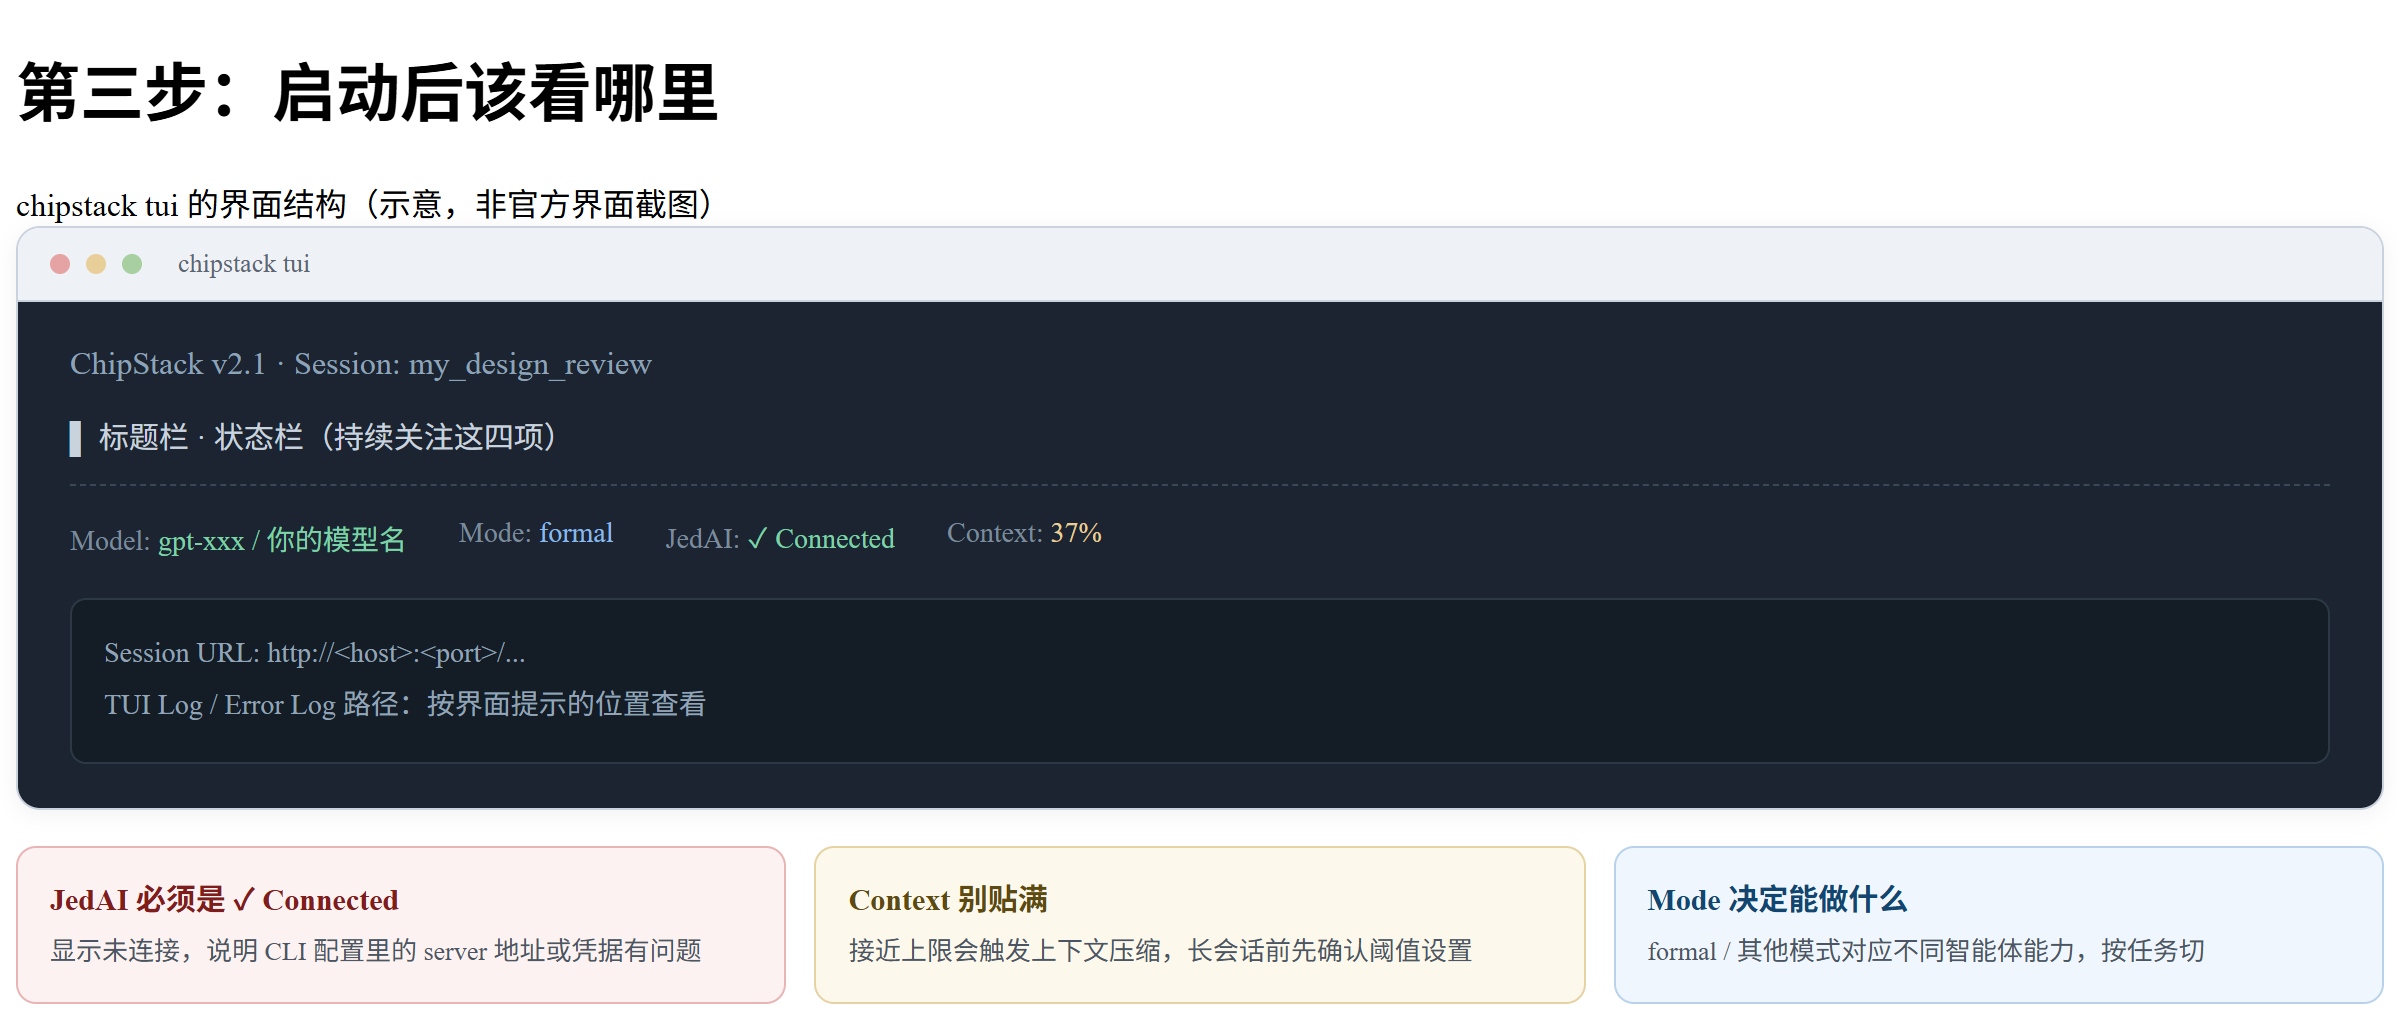 第三步：启动后该看哪里
chipstack tui 的界面结构（示意，非官方界面截图）
chipstack tui
ChipStack v2.1 · Session: my_design_review
▌ 标题栏 · 状态栏（持续关注这四项）
Model: gpt-xxx / 你的模型名 Mode: formal JedAI: ✓ Connected Context: 37%
Session URL: http://<host>:<port>/...
TUI Log / Error Log 路径：按界面提示的位置查看
JedAI 必须是 ✓ Connected
显示未连接，说明 CLI 配置里的 server 地址或凭据有问题
Context 别贴满
接近上限会触发上下文压缩，长会话前先确认阈值设置
Mode 决定能做什么
formal / 其他模式对应不同智能体能力，按任务切